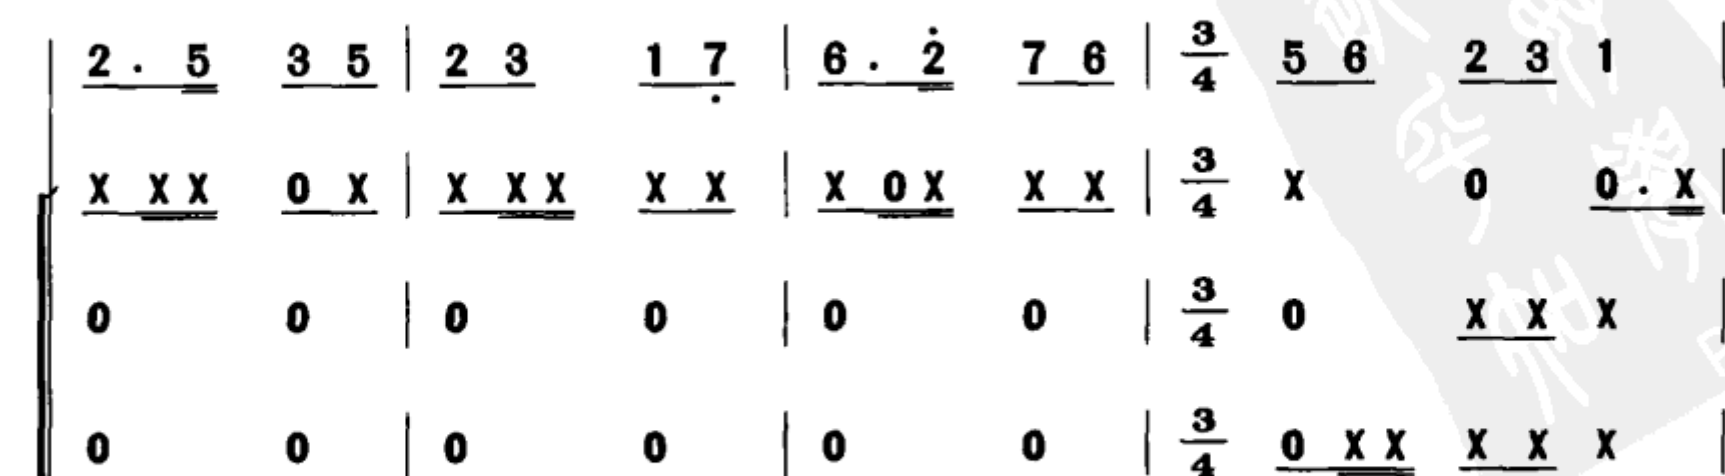 2 . 5 3 5 | 2 3 1 7̣ | 6 . 2̇ 7 6 | 3/4 5 6 2 3 1 |
X X X 0 X | X X X X X | X 0 X X X | 3/4 X 0 0 . X |
0 0 | 0 0 | 0 0 | 3/4 0 X X X |
0 0 | 0 0 | 0 0 | 3/4 0 X X X X X